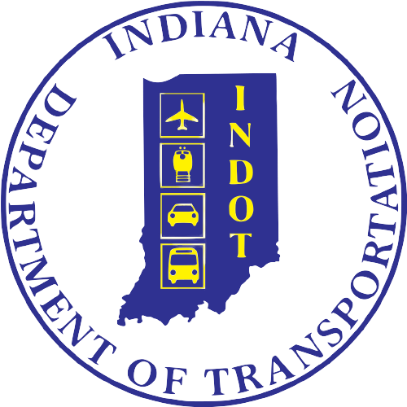 INDIANA
DEPARTMENT OF TRANSPORTATION
INDOT